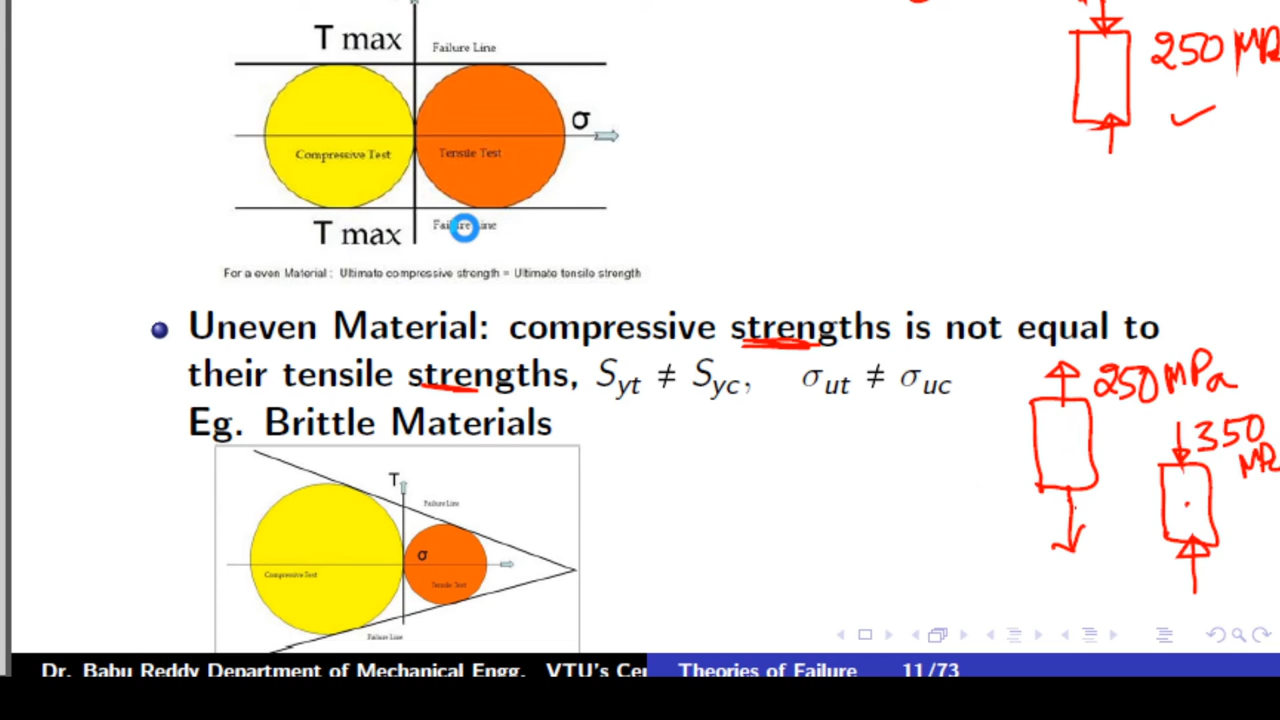 T max
Failure Line
250 MPa
σ
Compressive Test
Tensile Test
T max
Failure Line
For a even Material : Ultimate compressive strength = Ultimate tensile strength
Uneven Material: compressive strengths is not equal to
their tensile strengths, Syt ≠ Syc, σut ≠ σuc
Eg. Brittle Materials
250 MPa
350
T
Failure Line
σ
Compressive Test
Tensile Test
Failure Line
Dr. Babu Reddy Department of Mechanical Engg. VTU's Cen
Theories of Failure
11/73